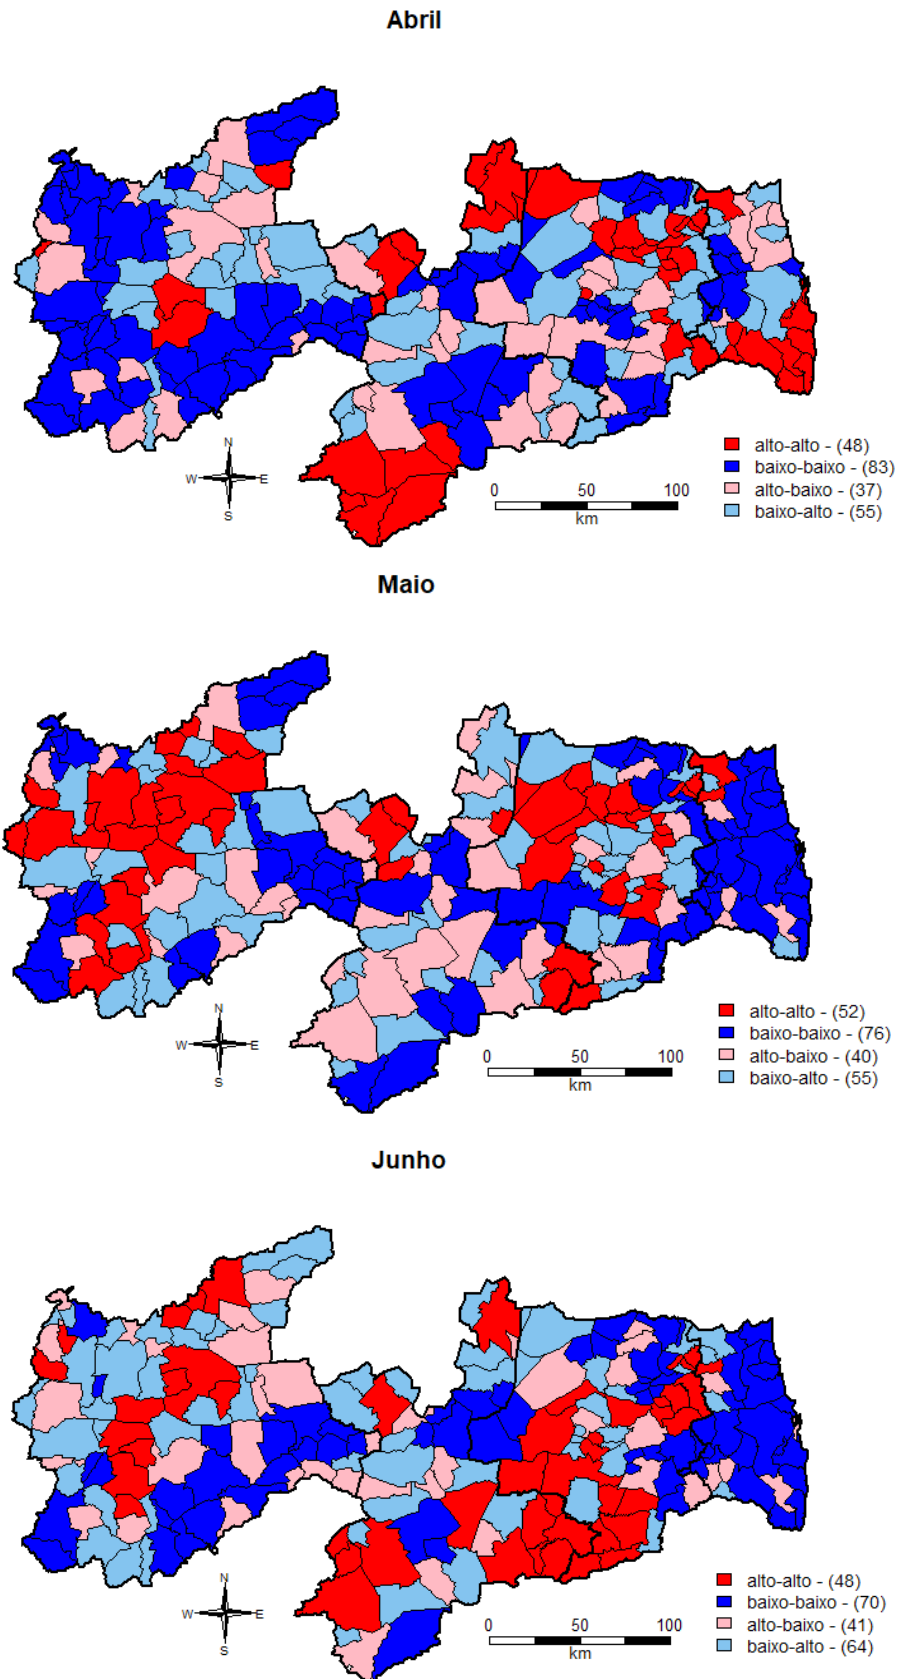 Abril
N
W E
S
0 50 100
km
alto-alto - (48)
baixo-baixo - (83)
alto-baixo - (37)
baixo-alto - (55)
Maio
N
W E
S
0 50 100
km
alto-alto - (52)
baixo-baixo - (76)
alto-baixo - (40)
baixo-alto - (55)
Junho
N
W E
S
0 50 100
km
alto-alto - (48)
baixo-baixo - (70)
alto-baixo - (41)
baixo-alto - (64)